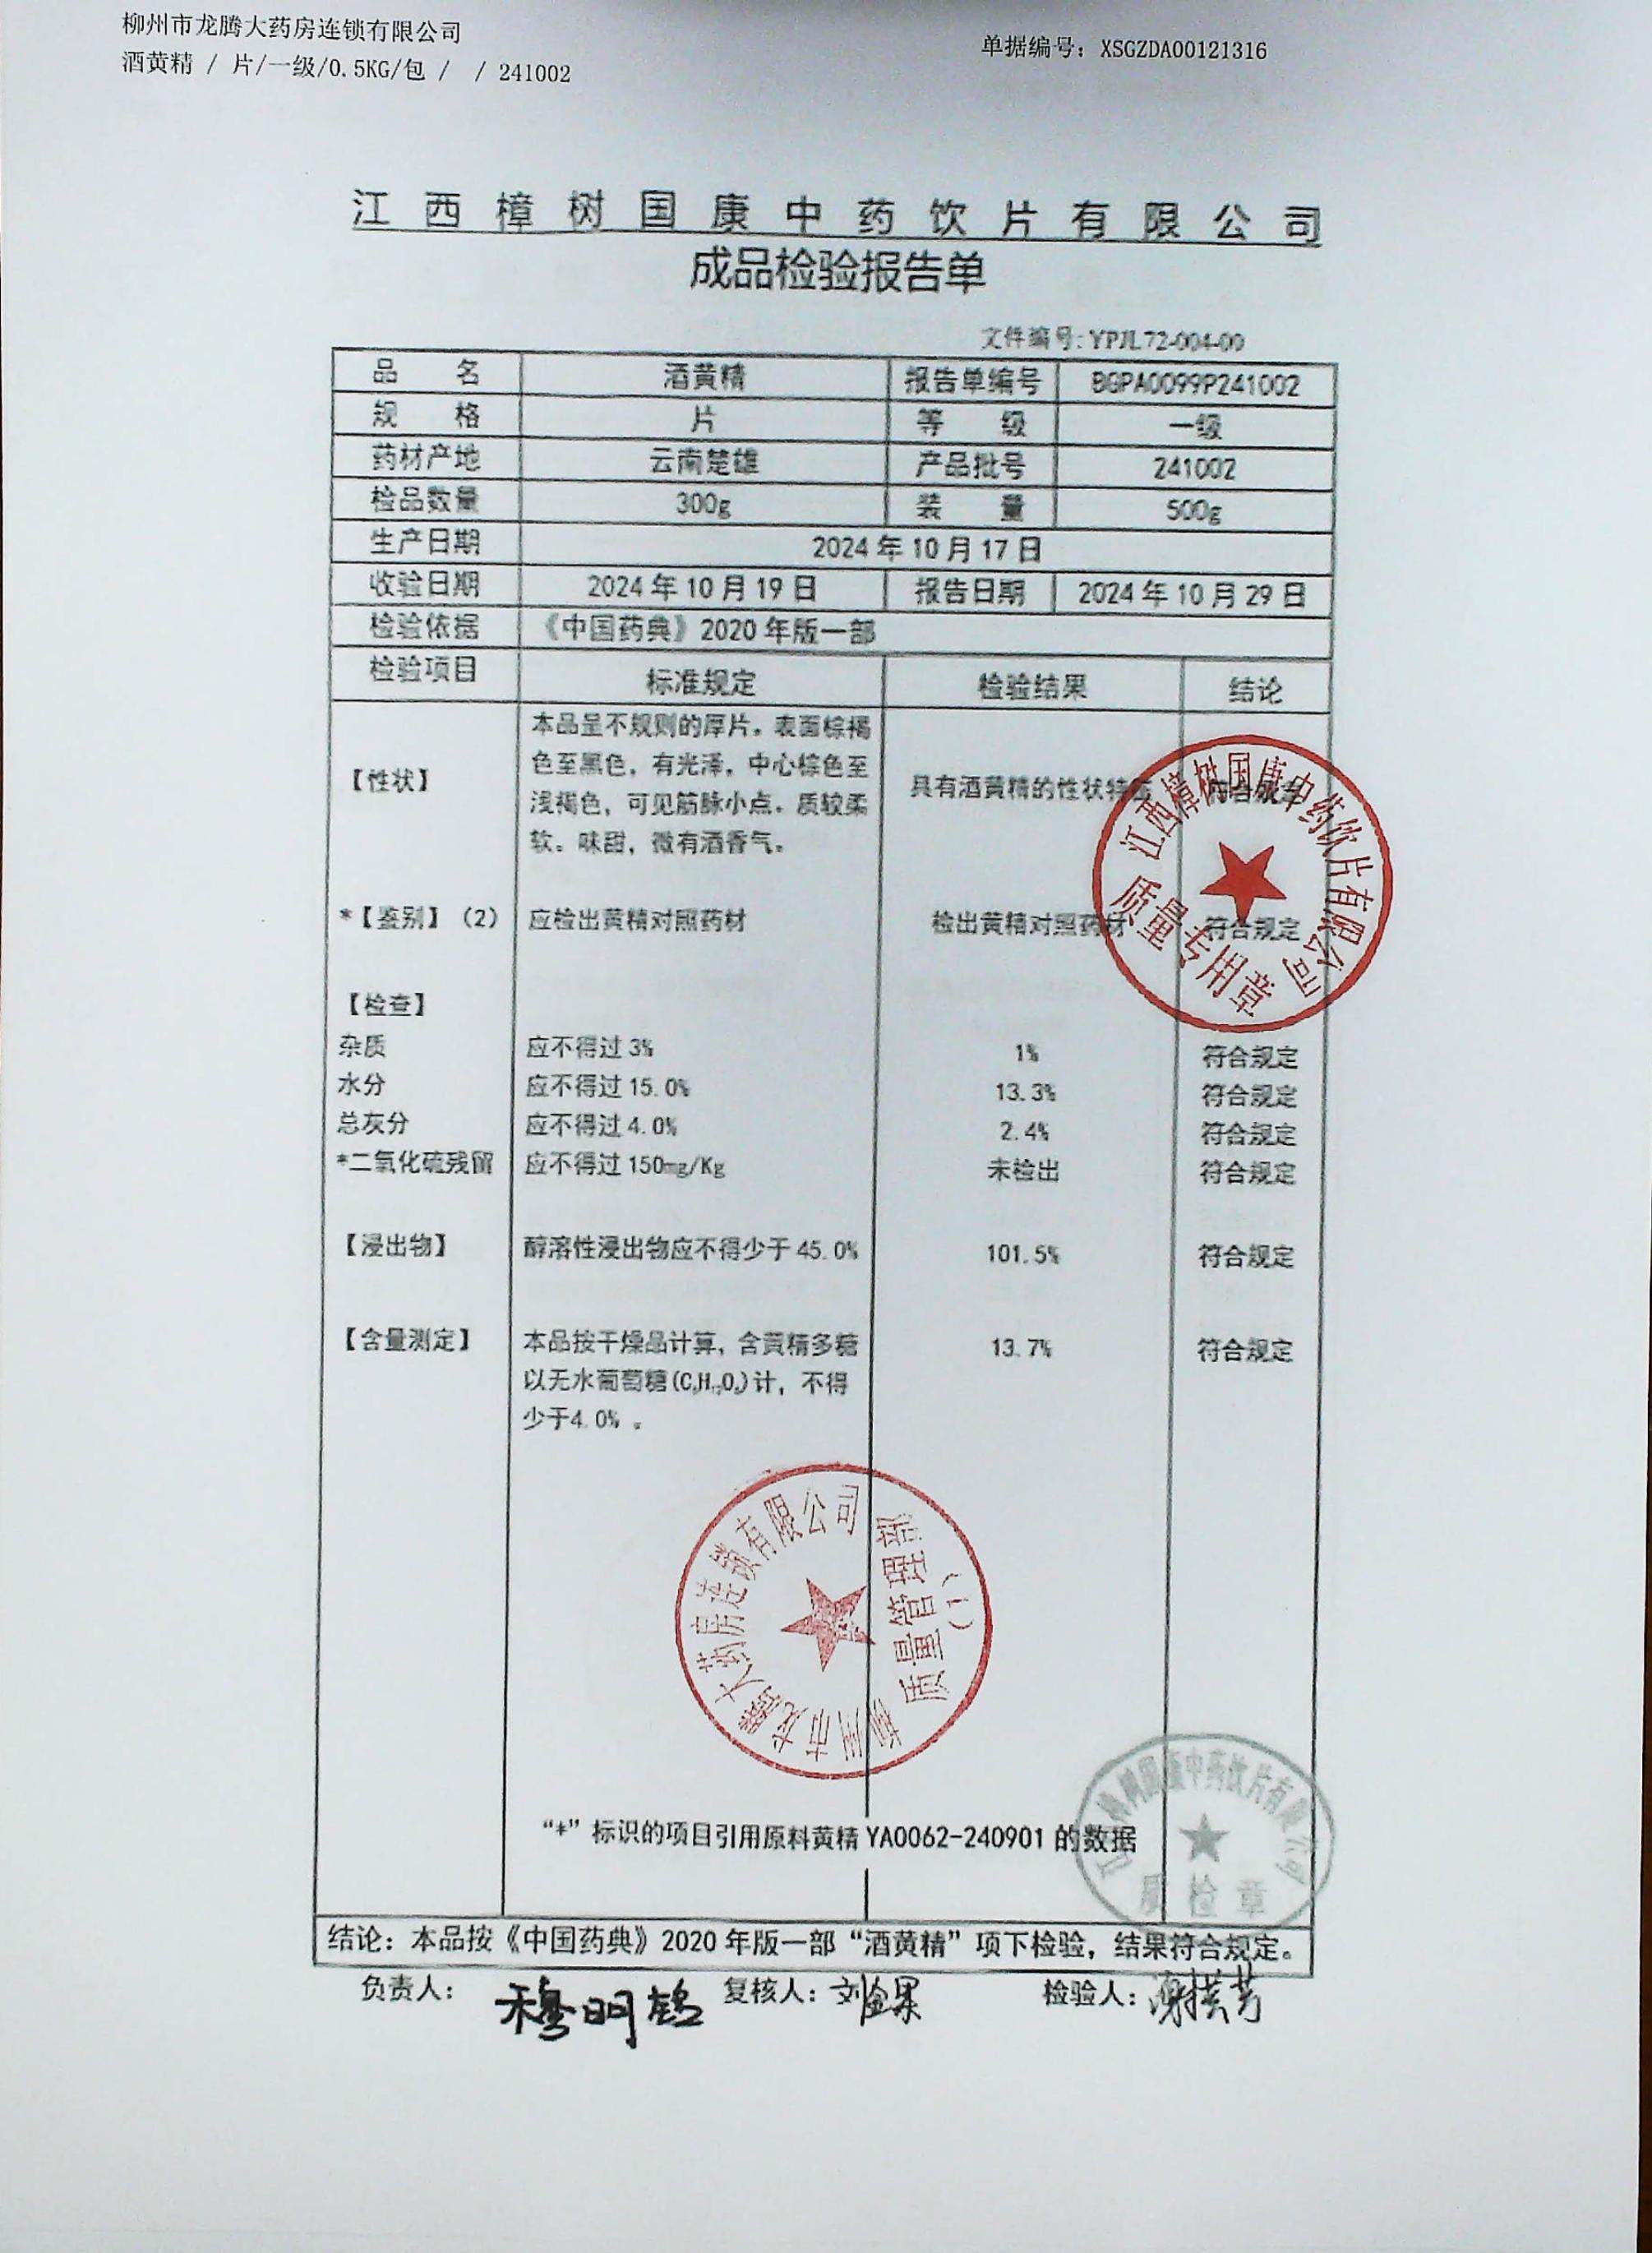 柳州市龙腾大药房连锁有限公司
酒黄精 / 片/一级/0.5KG/包 / / 241002
单据编号：XSGZDA00121316
江西樟树国康中药饮片有限公司
成品检验报告单
文件编号：YPJL72-004-00
品名 酒黄精 报告单编号 BGPA0099P241002
规格 片 等级 一级
药材产地 云南楚雄 产品批号 241002
检品数量 300g 装量 500g
生产日期 2024年10月17日
收验日期 2024年10月19日 报告日期 2024年10月29日
检验依据 《中国药典》2020年版一部
检验项目 标准规定 检验结果 结论
【性状】 本品呈不规则的厚片。表面棕褐
色至黑色，有光泽，中心棕色至
浅褐色，可见筋脉小点。质较柔
软。味甜，微有酒香气。
具有酒黄精的性状特征 符合规定
*【鉴别】（2） 应检出黄精对照药材 检出黄精对照药材 符合规定
【检查】
杂质 应不得过3% 1% 符合规定
水分 应不得过15.0% 13.3% 符合规定
总灰分 应不得过4.0% 2.4% 符合规定
*二氧化硫残留 应不得过150mg/Kg 未检出 符合规定
【浸出物】 醇溶性浸出物应不得少于45.0% 101.5% 符合规定
【含量测定】 本品按干燥品计算，含黄精多糖 13.7% 符合规定
以无水葡萄糖(C₆H₁₂O₆)计，不得
少于4.0% 。
江西樟树国康中药饮片有限公司
质量专用章
柳州市龙腾大药房连锁有限公司
质量管理部
(1)
“*”标识的项目引用原料黄精YA0062-240901的数据
江西樟树国康中药饮片有限公司
质检章
结论：本品按《中国药典》2020年版一部“酒黄精”项下检验，结果符合规定。
负责人： 穆明 复核人：刘金果 检验人：